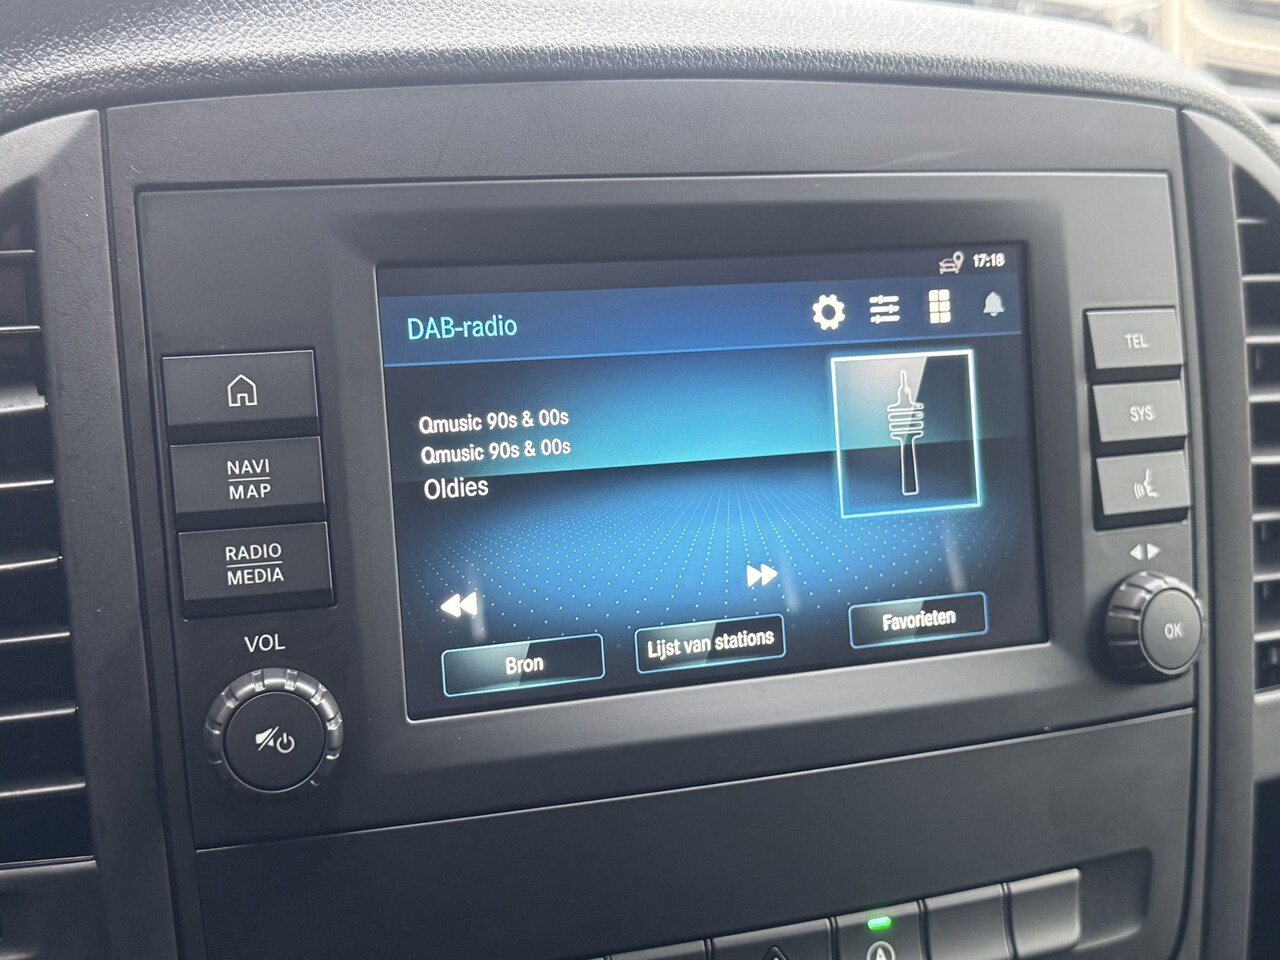 17:18
DAB-radio
Qmusic 90s & 00s
Qmusic 90s & 00s
Oldies
Bron
Lijst van stations
Favorieten
NAVI
MAP
RADIO
MEDIA
VOL
TEL
SYS
OK
A